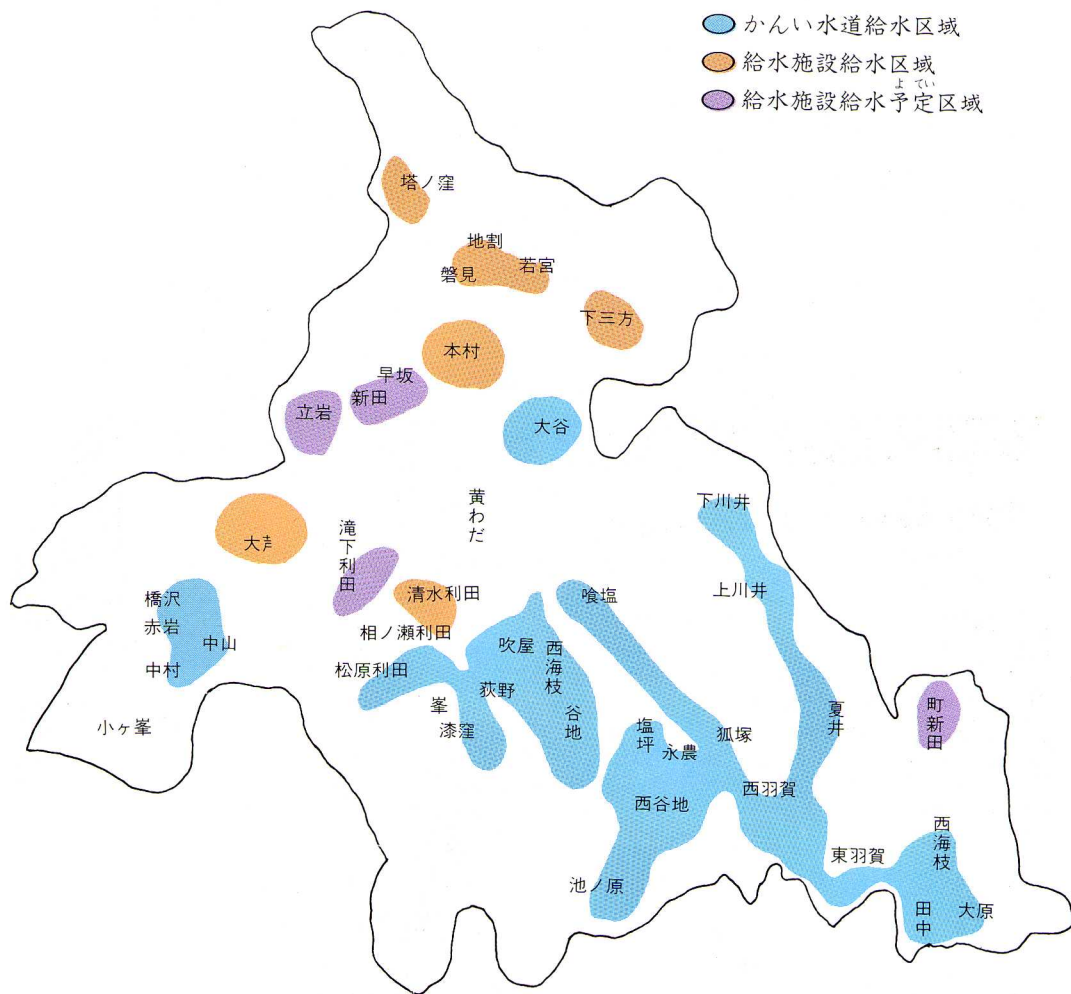 かんい水道給水区域
給水施設給水区域
給水施設給水予定区域
よてい
塔ノ窪
地割
若宮
磐見
下三方
本村
早坂
新田
立岩
大谷
黄わだ
下川井
滝下利田
大芦
清水利田
上川井
喰塩
橋沢
赤岩
相ノ瀬利田
中山
吹屋
西海枝
中村
松原利田
荻野
峯
漆窪
谷地
小ヶ峯
塩坪
永農
狐塚
夏井
町新田
西谷地
西羽賀
東羽賀
西海枝
池ノ原
田中
大原